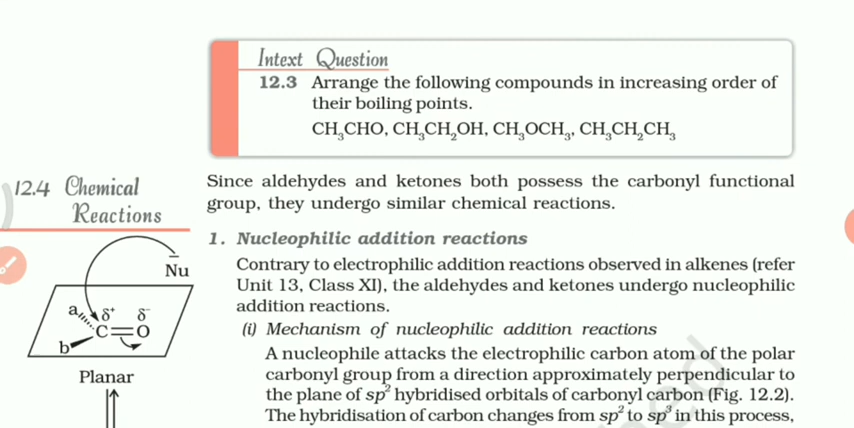 Intext Question
12.3 Arrange the following compounds in increasing order of
their boiling points.
CH₃CHO, CH₃CH₂OH, CH₃OCH₃, CH₃CH₂CH₃
12.4 Chemical
Reactions
Since aldehydes and ketones both possess the carbonyl functional
group, they undergo similar chemical reactions.
1. Nucleophilic addition reactions
Contrary to electrophilic addition reactions observed in alkenes (refer
Unit 13, Class XI), the aldehydes and ketones undergo nucleophilic
addition reactions.
(i) Mechanism of nucleophilic addition reactions
A nucleophile attacks the electrophilic carbon atom of the polar
carbonyl group from a direction approximately perpendicular to
the plane of sp² hybridised orbitals of carbonyl carbon (Fig. 12.2).
The hybridisation of carbon changes from sp² to sp³ in this process,
N̄u
a δ⁺ δ⁻
C=O
b
Planar